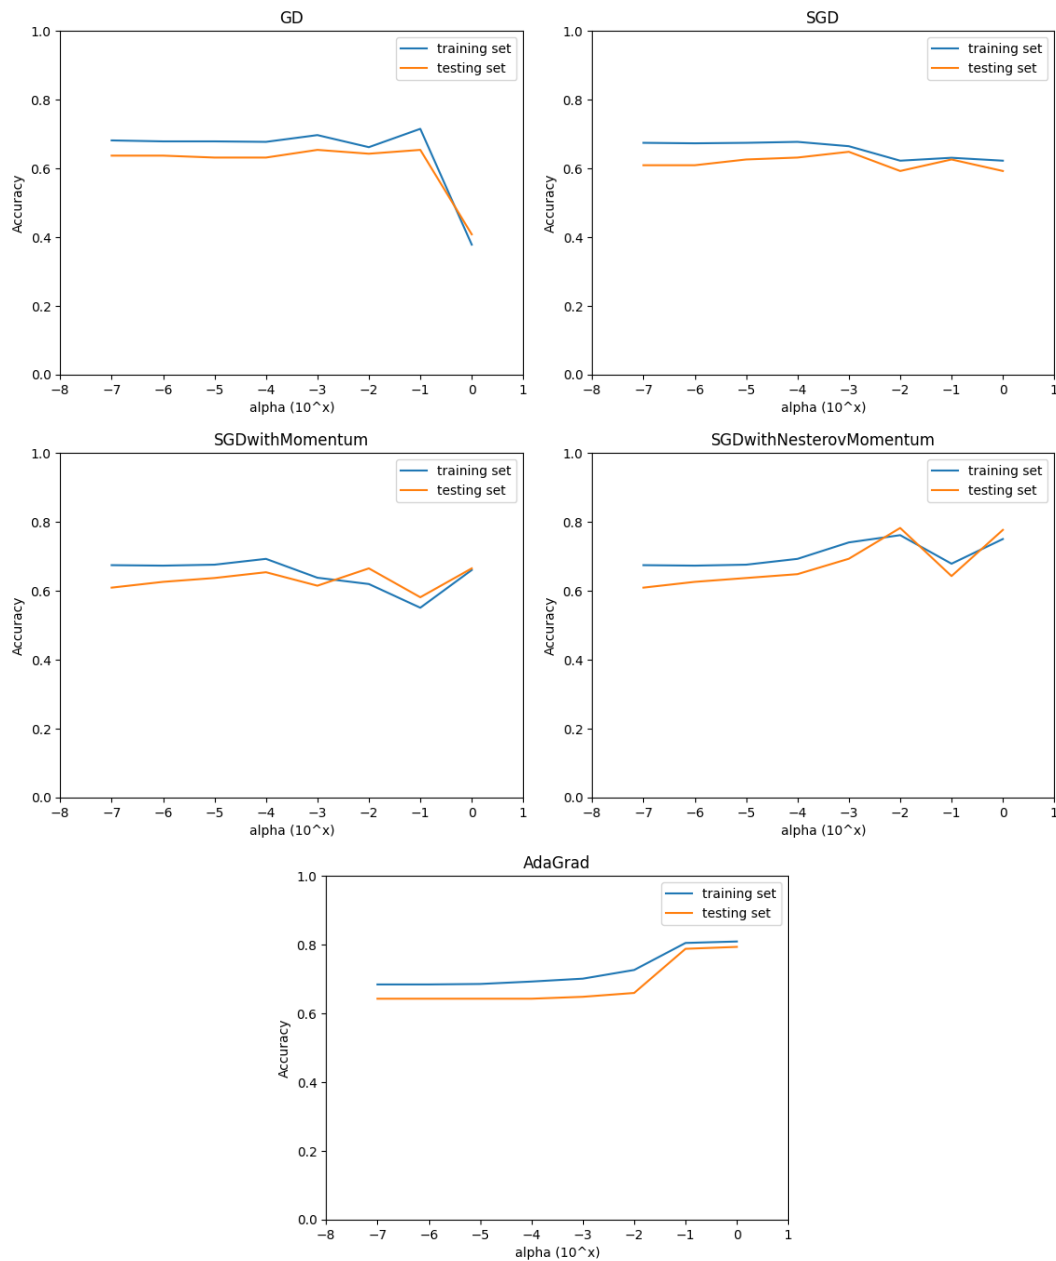 GD
1.0
0.8
0.6
0.4
0.2
0.0
Accuracy
training set
testing set
−8 −7 −6 −5 −4 −3 −2 −1 0 1
alpha (10^x)
SGD
1.0
0.8
0.6
0.4
0.2
0.0
Accuracy
training set
testing set
−8 −7 −6 −5 −4 −3 −2 −1 0 1
alpha (10^x)
SGDwithMomentum
1.0
0.8
0.6
0.4
0.2
0.0
Accuracy
training set
testing set
−8 −7 −6 −5 −4 −3 −2 −1 0 1
alpha (10^x)
SGDwithNesterovMomentum
1.0
0.8
0.6
0.4
0.2
0.0
Accuracy
training set
testing set
−8 −7 −6 −5 −4 −3 −2 −1 0 1
alpha (10^x)
AdaGrad
1.0
0.8
0.6
0.4
0.2
0.0
Accuracy
training set
testing set
−8 −7 −6 −5 −4 −3 −2 −1 0 1
alpha (10^x)